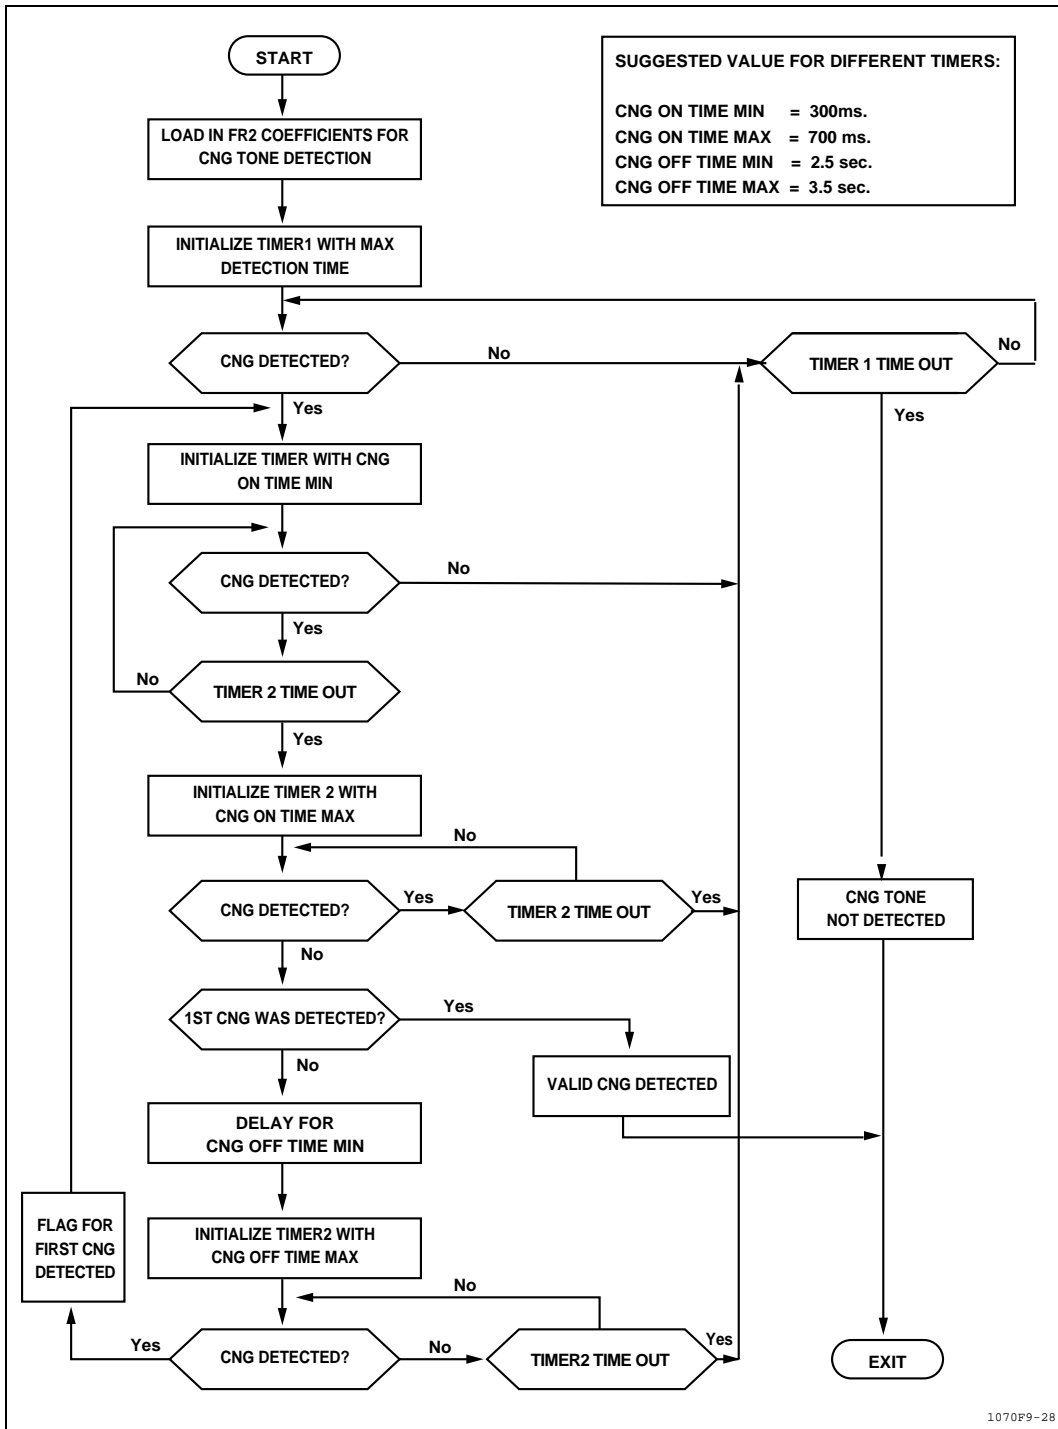 START
SUGGESTED VALUE FOR DIFFERENT TIMERS:
CNG ON TIME MIN = 300ms.
CNG ON TIME MAX = 700 ms.
CNG OFF TIME MIN = 2.5 sec.
CNG OFF TIME MAX = 3.5 sec.
LOAD IN FR2 COEFFICIENTS FOR
CNG TONE DETECTION
INITIALIZE TIMER1 WITH MAX
DETECTION TIME
CNG DETECTED?
No
TIMER 1 TIME OUT
No
Yes
Yes
INITIALIZE TIMER WITH CNG
ON TIME MIN
CNG DETECTED?
No
Yes
No
TIMER 2 TIME OUT
Yes
INITIALIZE TIMER 2 WITH
CNG ON TIME MAX
No
CNG DETECTED?
Yes
TIMER 2 TIME OUT
Yes
CNG TONE
NOT DETECTED
No
1ST CNG WAS DETECTED?
Yes
No
VALID CNG DETECTED
DELAY FOR
CNG OFF TIME MIN
FLAG FOR
FIRST CNG
DETECTED
INITIALIZE TIMER2 WITH
CNG OFF TIME MAX
No
Yes
CNG DETECTED?
No
TIMER2 TIME OUT
Yes
EXIT
1070F9-28